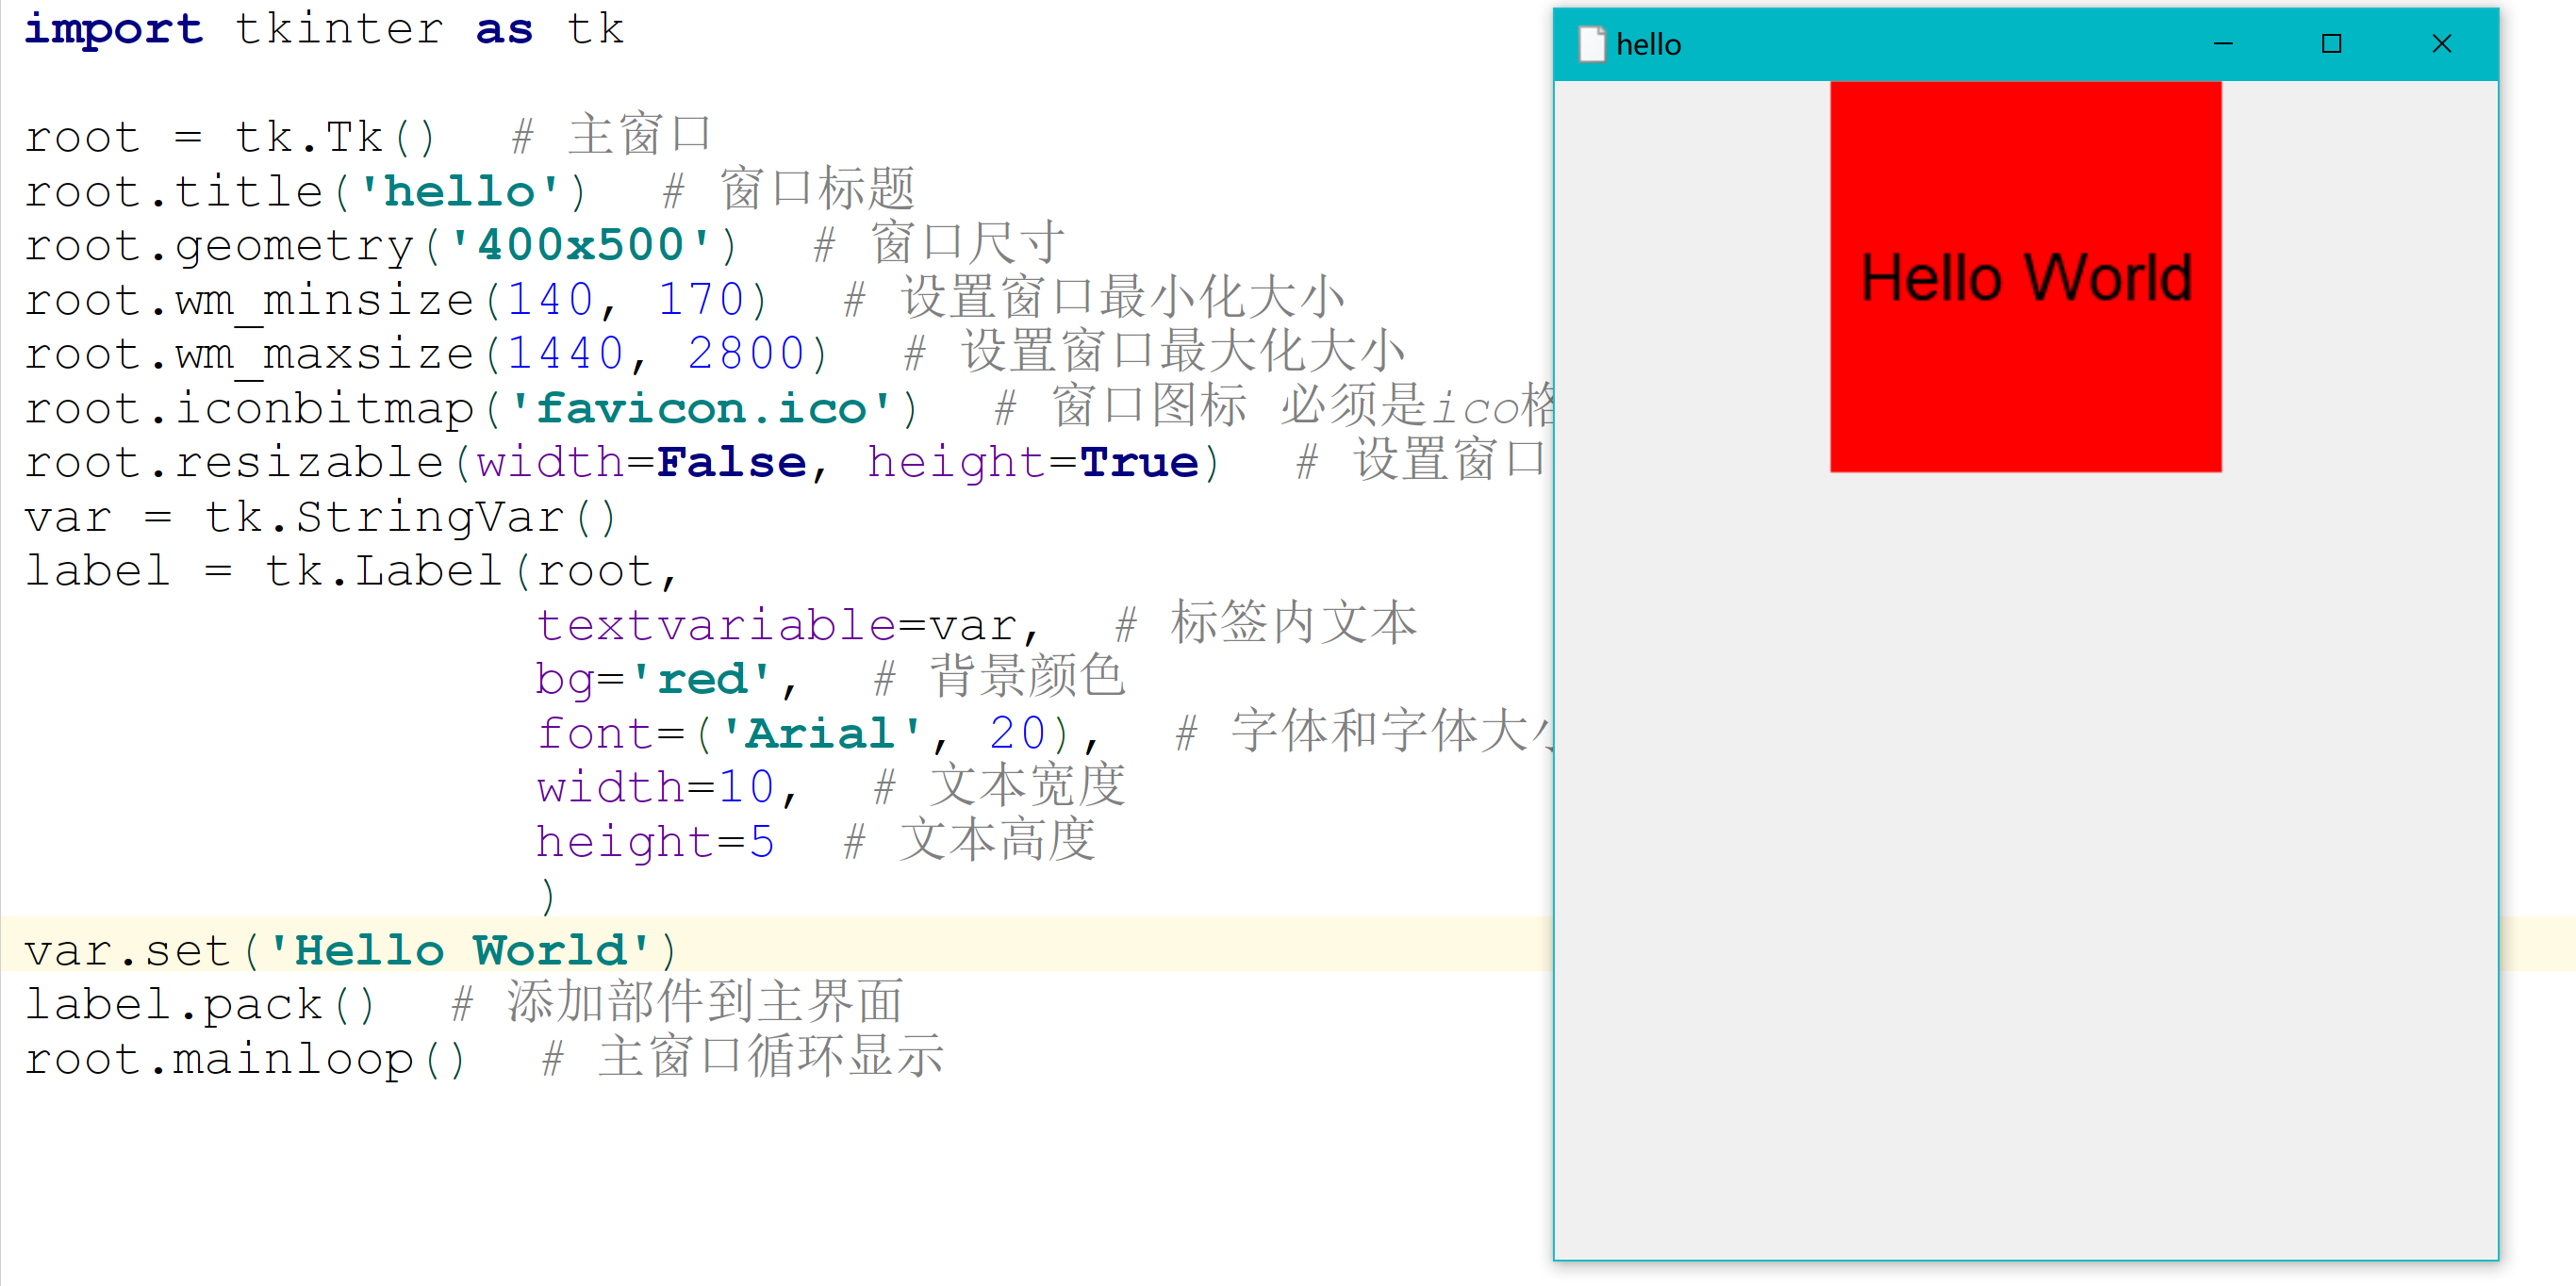 import tkinter as tk
root = tk.Tk()  # 主窗口
root.title('hello')  # 窗口标题
root.geometry('400x500')  # 窗口尺寸
root.wm_minsize(140, 170)  # 设置窗口最小化大小
root.wm_maxsize(1440, 2800)  # 设置窗口最大化大小
root.iconbitmap('favicon.ico')  # 窗口图标 必须是ico格
root.resizable(width=False, height=True)  # 设置窗口
var = tk.StringVar()
label = tk.Label(root,
textvariable=var,  # 标签内文本
bg='red',  # 背景颜色
font=('Arial', 20),  # 字体和字体大小
width=10,  # 文本宽度
height=5  # 文本高度
)
var.set('Hello World')
label.pack()  # 添加部件到主界面
root.mainloop()  # 主窗口循环显示
hello
Hello World